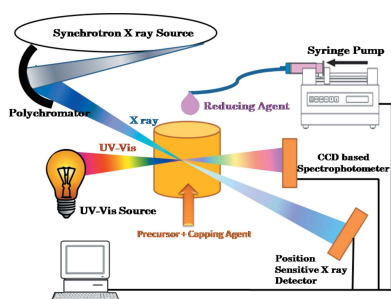 Synchrotron X ray Source
Syringe Pump
Polychromator
Reducing Agent
X ray
UV-Vis
CCD based
Spectrophotometer
UV-Vis Source
Precursor + Capping Agent
Position
Sensitive X ray
Detector